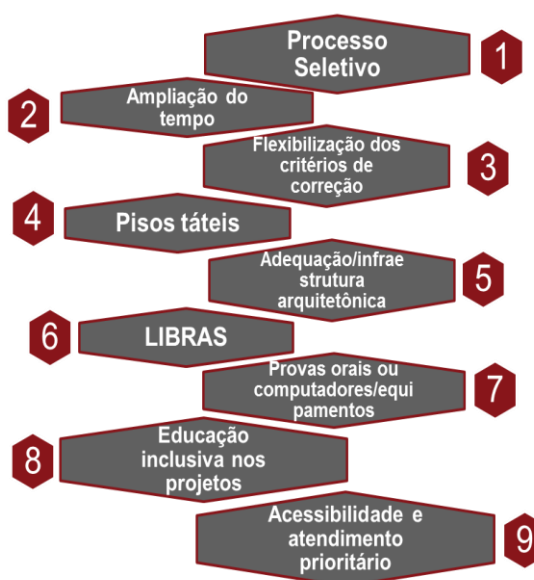 Processo
Seletivo
1
2
Ampliação do
tempo
Flexibilização dos
critérios de
correção
3
4
Pisos táteis
Adequação/infrae
strutura
arquitetônica
5
6
LIBRAS
Provas orais ou
computadores/equi
pamentos
7
8
Educação
inclusiva nos
projetos
Acessibilidade e
atendimento
prioritário
9